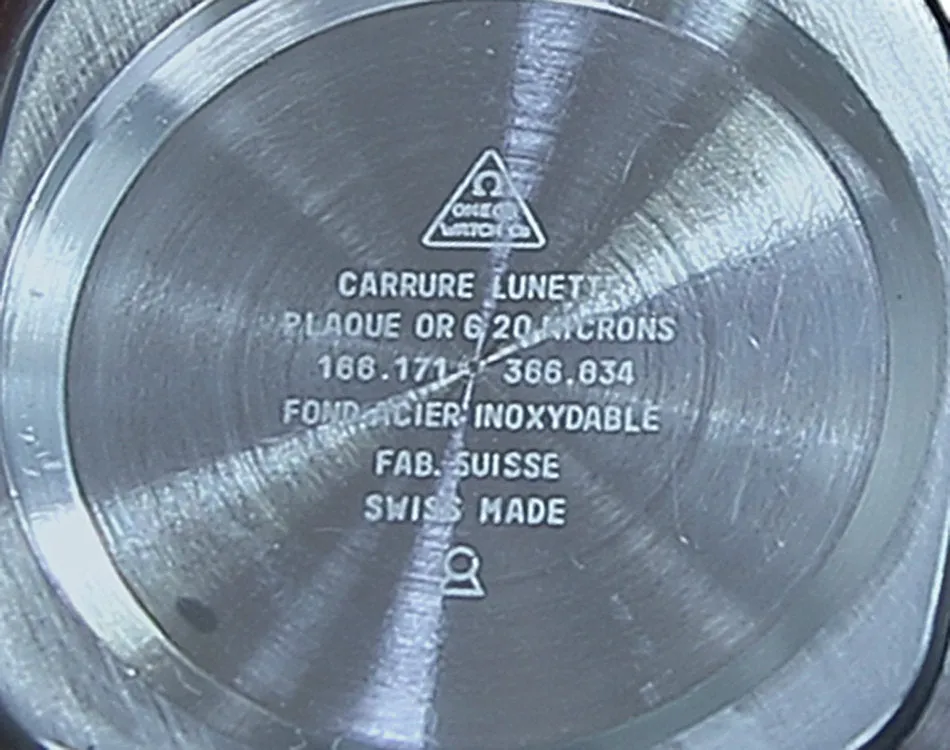 Ω
OMEGA
WATCH Co
CARRURE LUNETTE
PLAQUE OR G 20 MICRONS
166.171 366.834
FOND ACIER INOXYDABLE
FAB. SUISSE
SWISS MADE